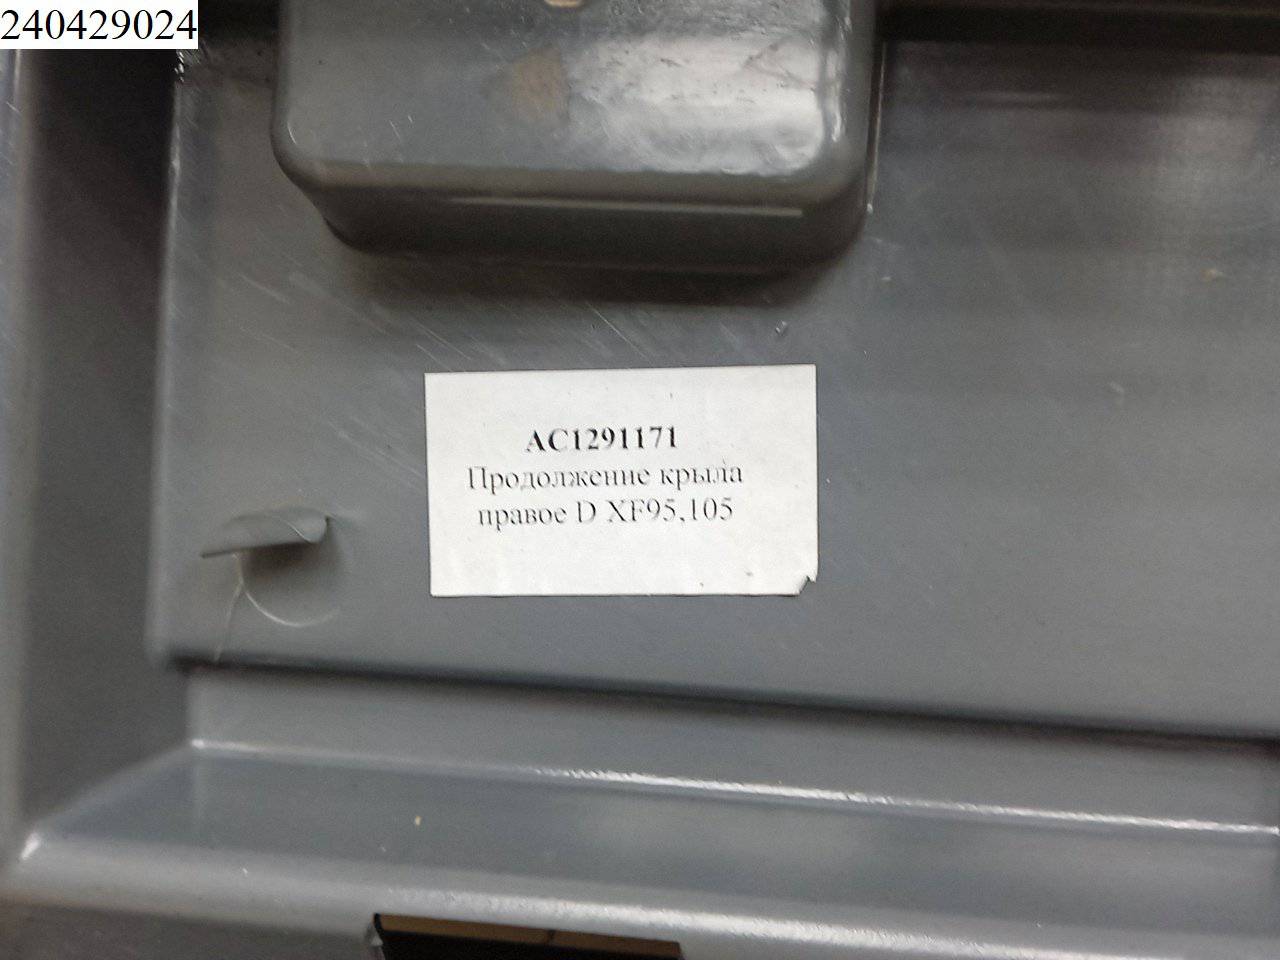 240429024
AC1291171
Продолжение крыла
правое D XF95,105